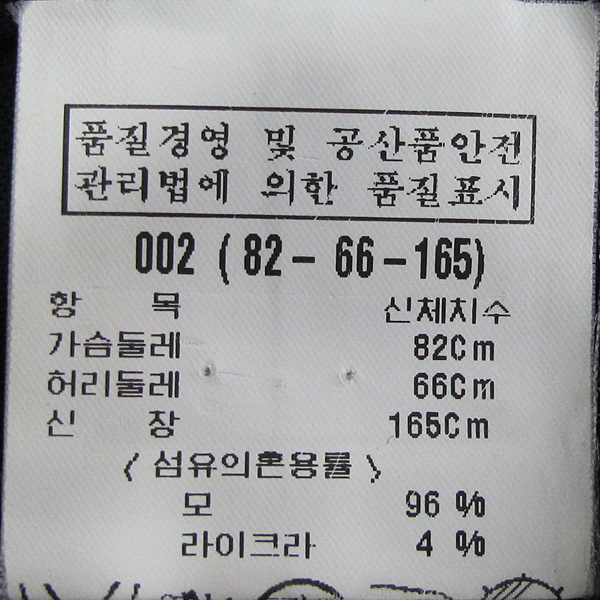 품질경영 및 공산품안전
관리법에 의한 품질표시
002 (82-66-165)
항 목 신체치수
가슴둘레 82Cm
허리둘레 66Cm
신 장 165Cm
〈섬유의혼용률〉
모 96 %
라이크라 4 %